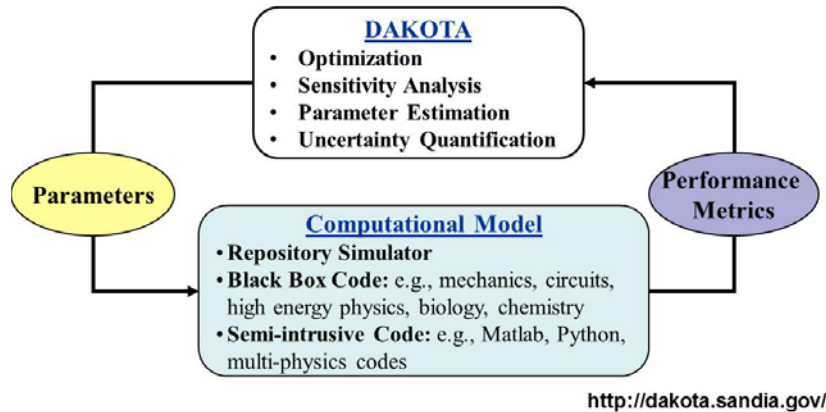 DAKOTA
• Optimization
• Sensitivity Analysis
• Parameter Estimation
• Uncertainty Quantification
Parameters
Performance
Metrics
Computational Model
• Repository Simulator
• Black Box Code: e.g., mechanics, circuits,
high energy physics, biology, chemistry
• Semi-intrusive Code: e.g., Matlab, Python,
multi-physics codes
http://dakota.sandia.gov/